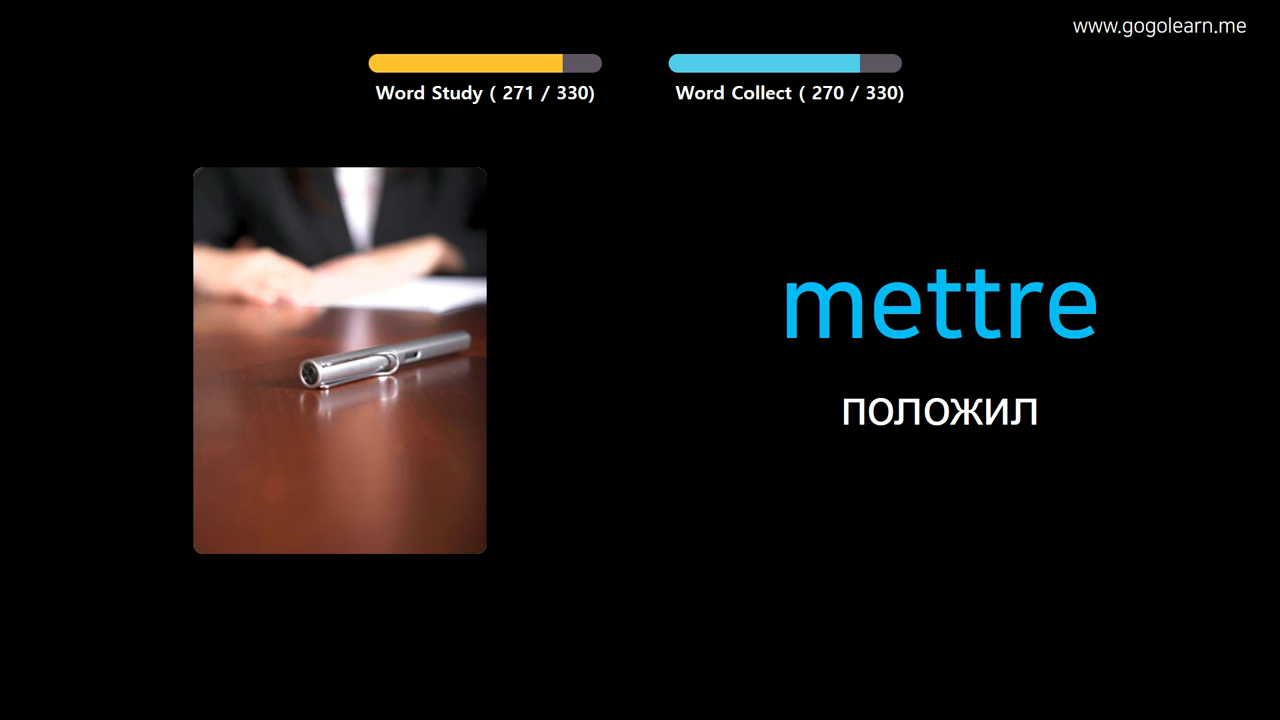 www.gogolearn.me
Word Study ( 271 / 330)
Word Collect ( 270 / 330)
mettre
положил